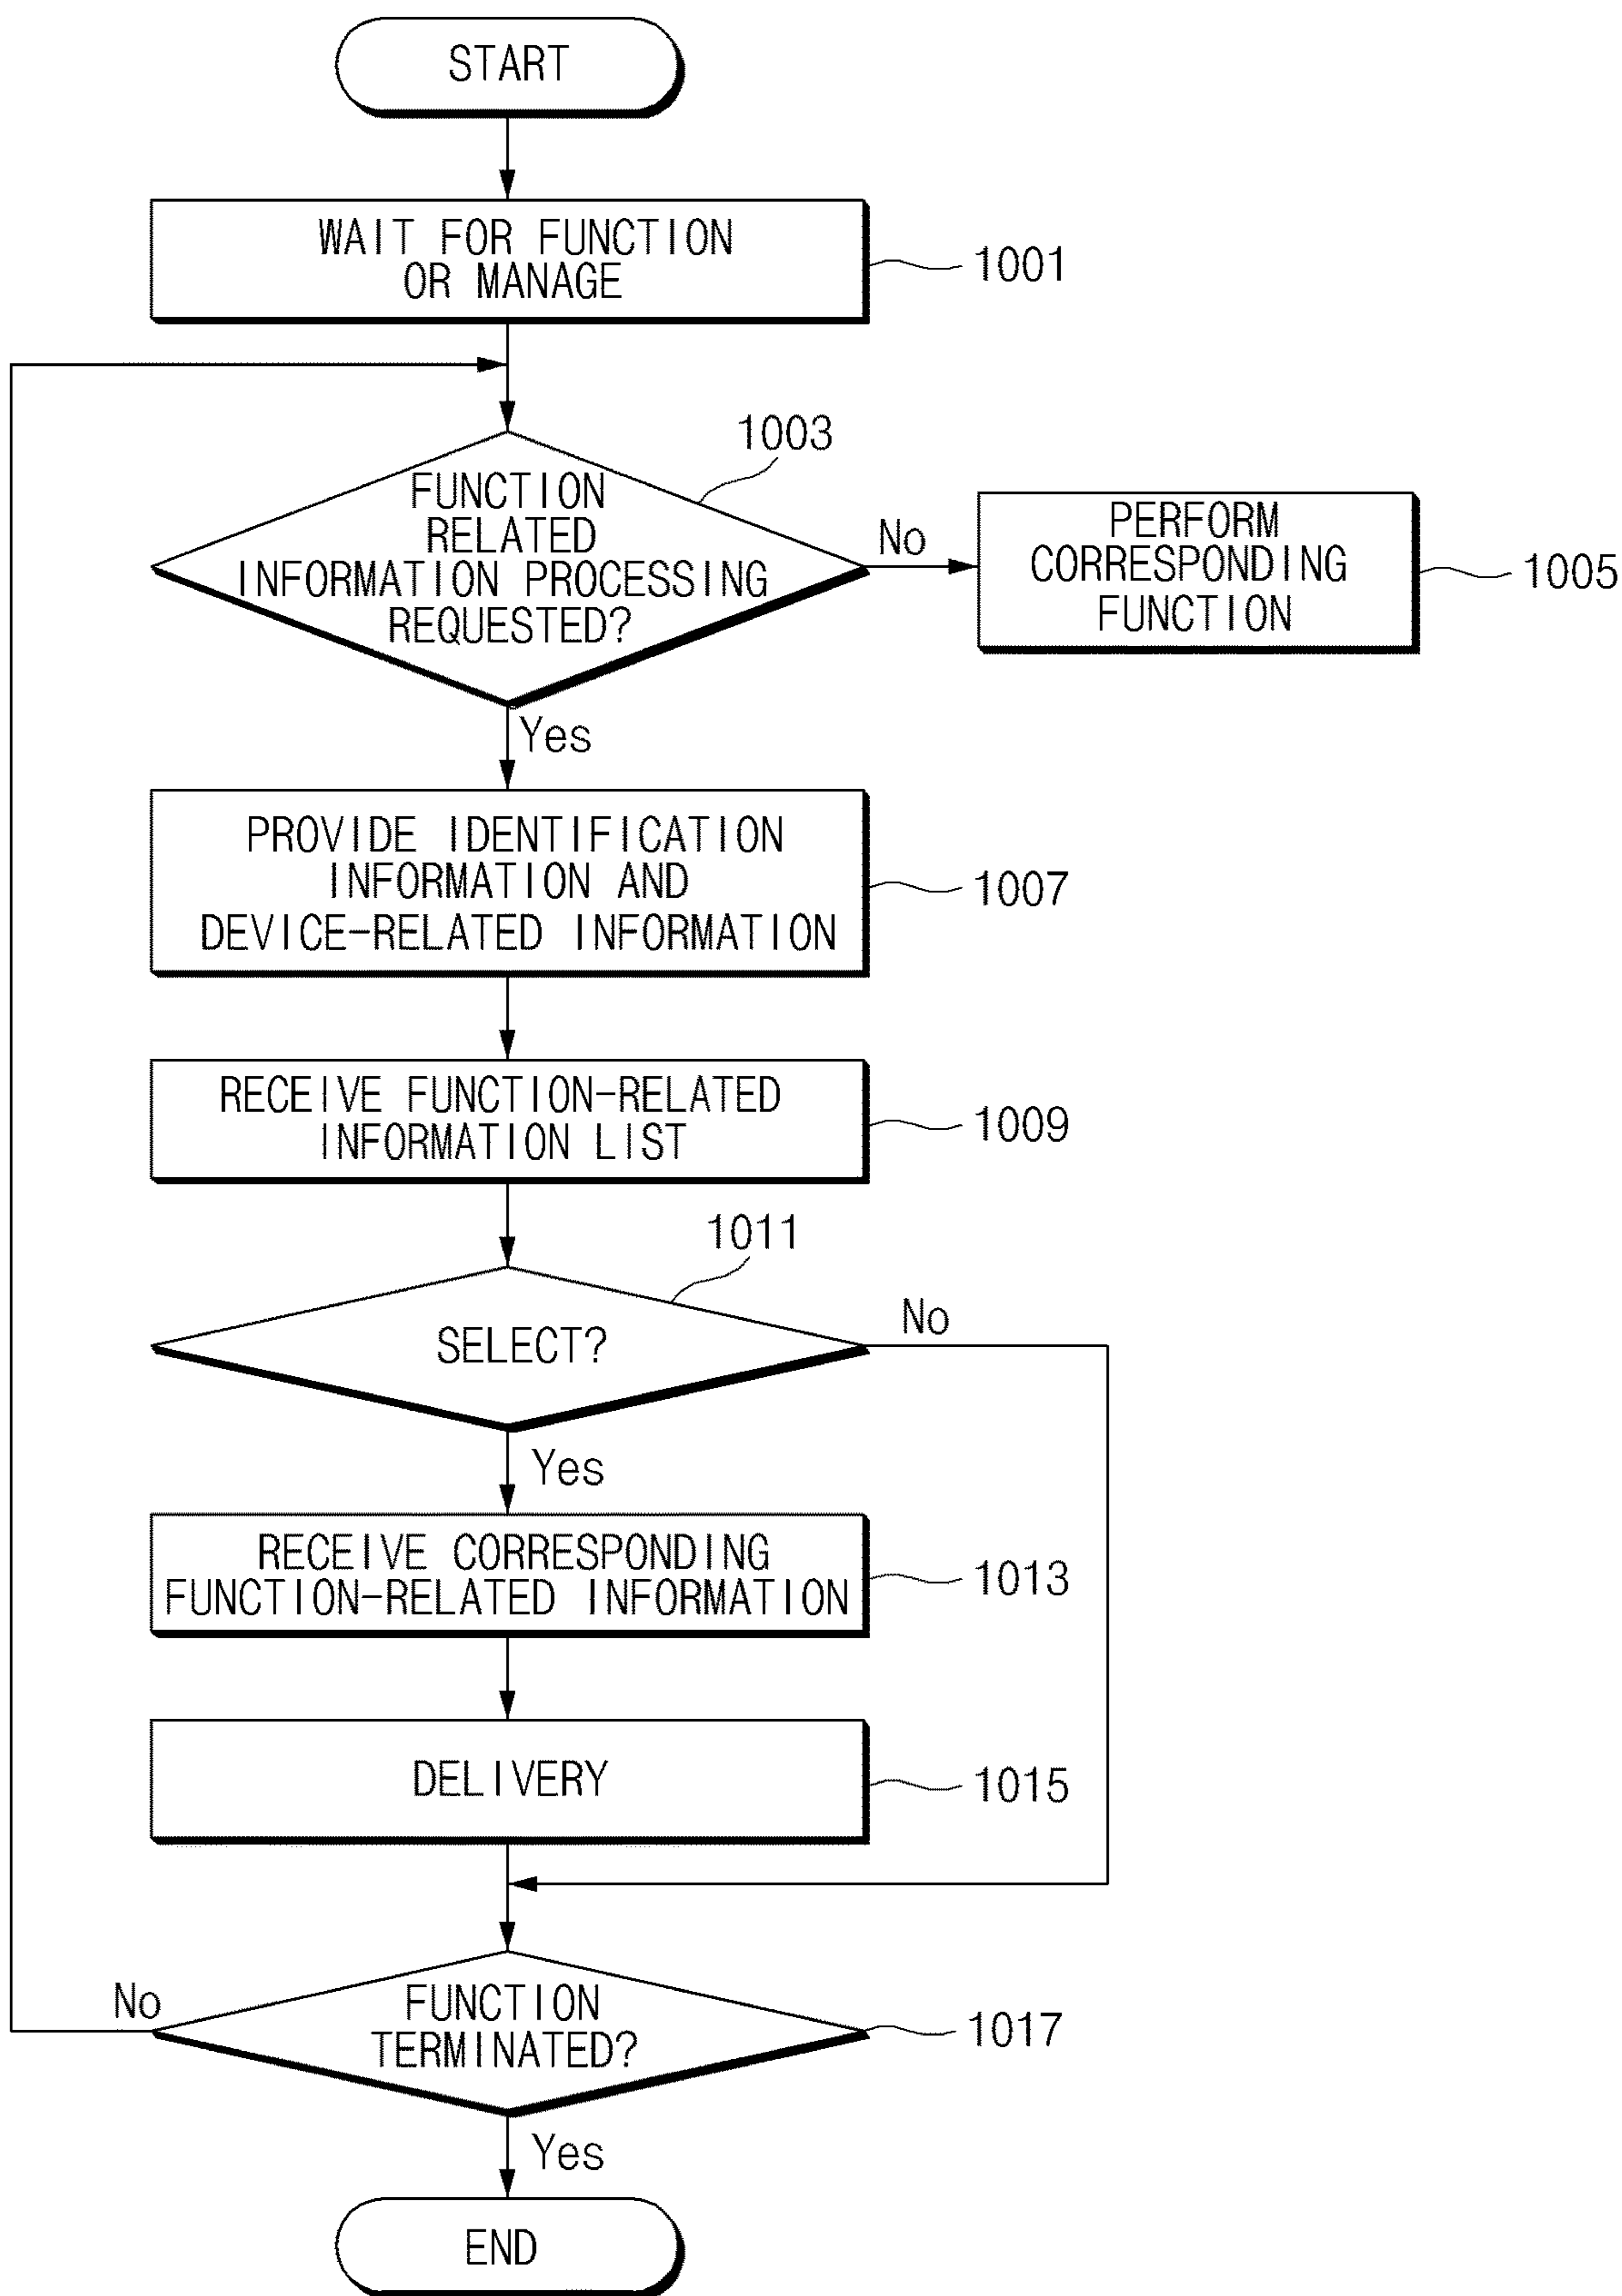 START
WAIT FOR FUNCTION
OR MANAGE
1001
1003
FUNCTION
RELATED
INFORMATION PROCESSING
REQUESTED?
No
PERFORM
CORRESPONDING
FUNCTION
1005
Yes
PROVIDE IDENTIFICATION
INFORMATION AND
DEVICE-RELATED INFORMATION
1007
RECEIVE FUNCTION-RELATED
INFORMATION LIST
1009
1011
SELECT?
No
Yes
RECEIVE CORRESPONDING
FUNCTION-RELATED INFORMATION
1013
DELIVERY
1015
No
FUNCTION
TERMINATED?
1017
Yes
END